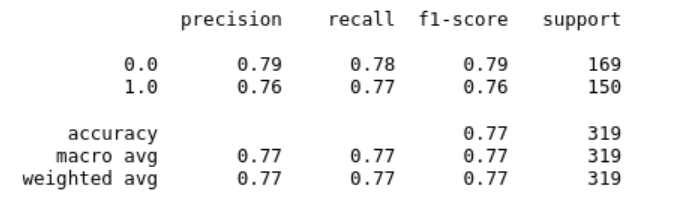 precision recall f1-score support
0.0 0.79 0.78 0.79 169
1.0 0.76 0.77 0.76 150
accuracy 0.77 319
macro avg 0.77 0.77 0.77 319
weighted avg 0.77 0.77 0.77 319